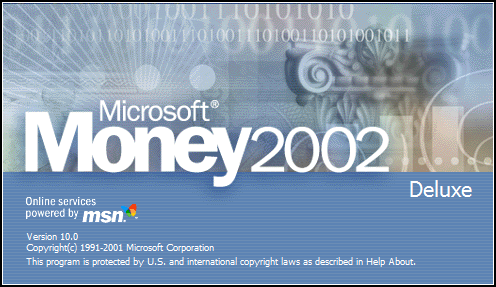 Microsoft®
Money2002
Deluxe
Online services
powered by msn
Version 10.0
Copyright(c) 1991-2001 Microsoft Corporation
This program is protected by U.S. and international copyright laws as described in Help About.